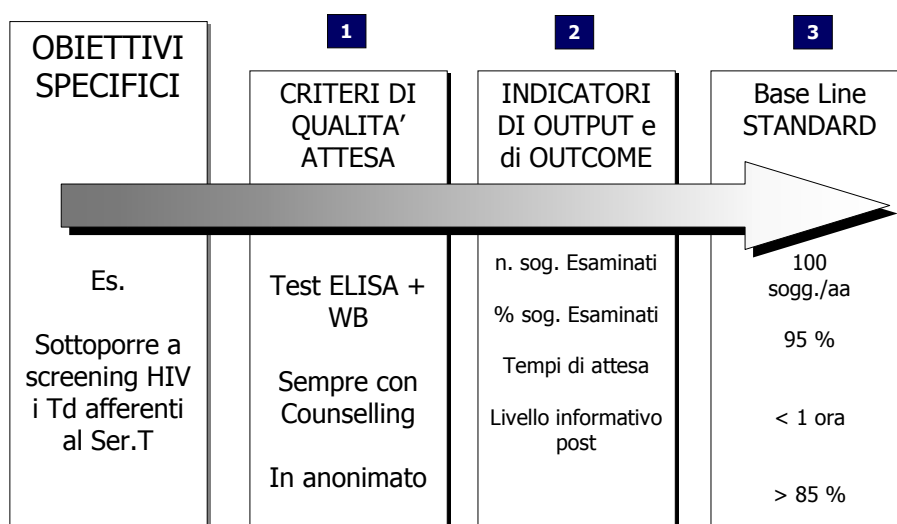 OBIETTIVI
SPECIFICI
Es.
Sottoporre a
screening HIV
i Td afferenti
al Ser.T
1
CRITERI DI
QUALITA’
ATTESA
Test ELISA +
WB
Sempre con
Counselling
In anonimato
2
INDICATORI
DI OUTPUT e
di OUTCOME
n. sog. Esaminati
% sog. Esaminati
Tempi di attesa
Livello informativo
post
3
Base Line
STANDARD
100
sogg./aa
95 %
< 1 ora
> 85 %